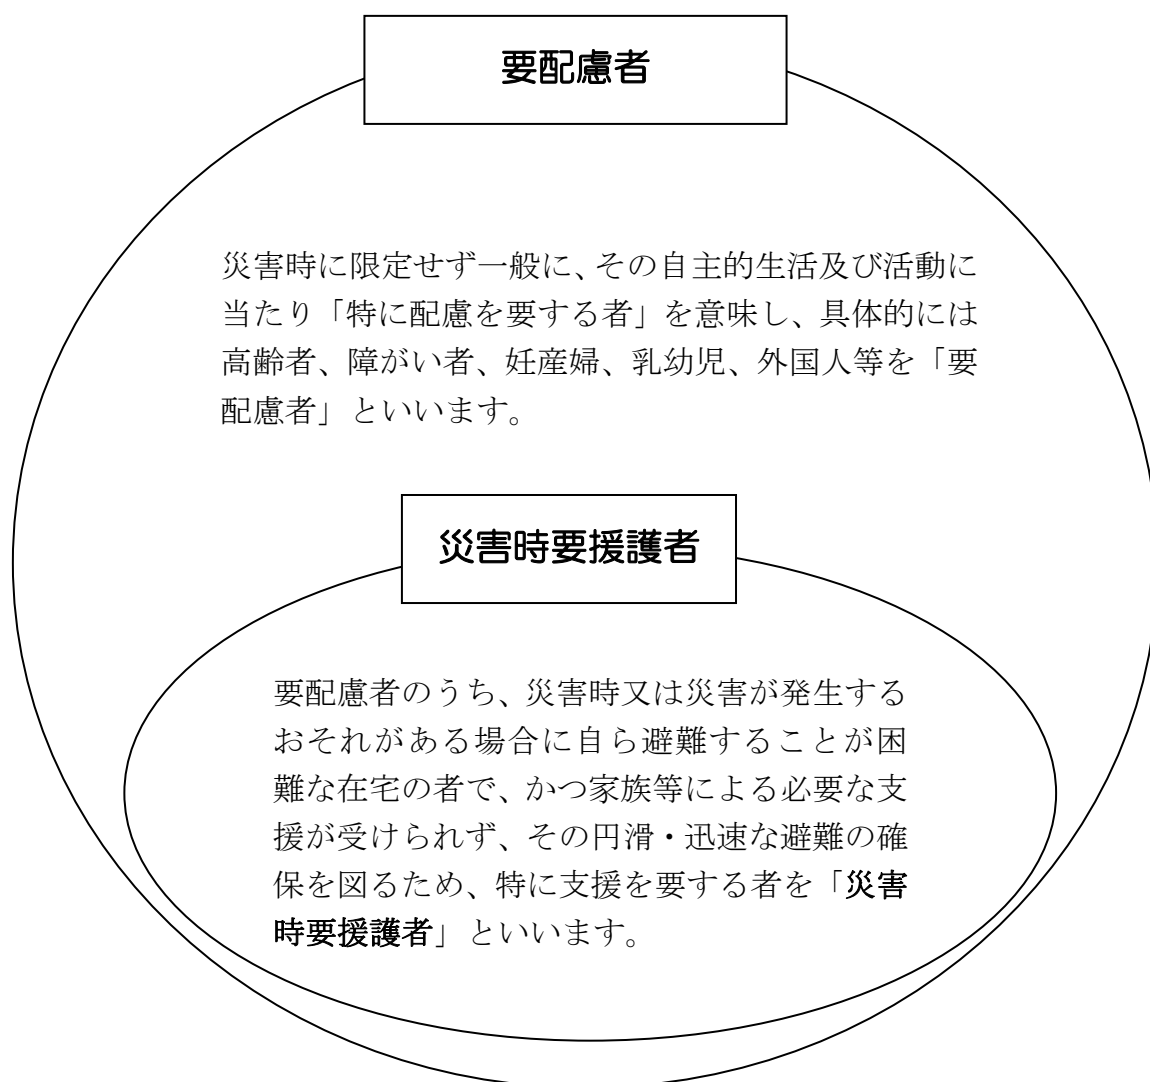 要配慮者
災害時に限定せず一般に、その自主的生活及び活動に
当たり「特に配慮を要する者」を意味し、具体的には
高齢者、障がい者、妊産婦、乳幼児、外国人等を「要
配慮者」といいます。
災害時要援護者
要配慮者のうち、災害時又は災害が発生する
おそれがある場合に自ら避難することが困
難な在宅の者で、かつ家族等による必要な支
援が受けられず、その円滑・迅速な避難の確
保を図るため、特に支援を要する者を「災害
時要援護者」といいます。